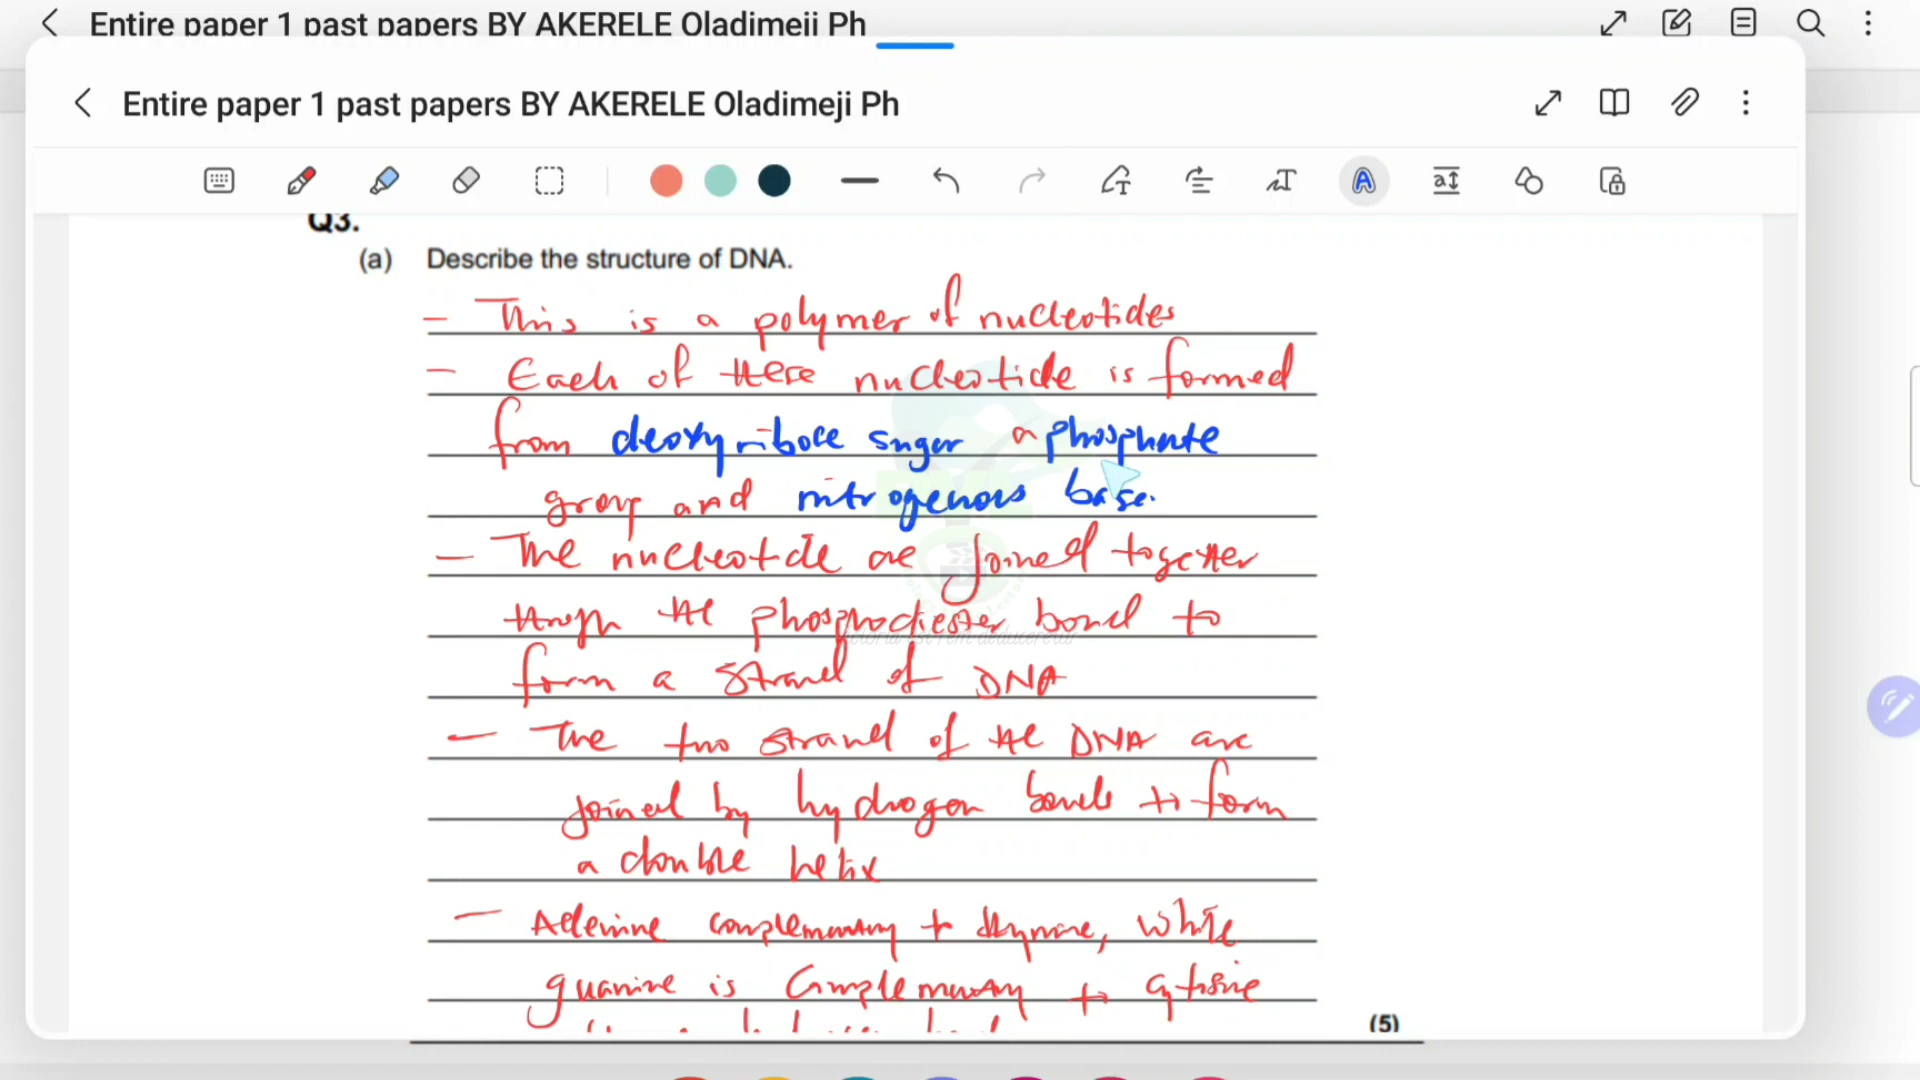 Entire paper 1 past papers BY AKERELE Oladimeji Ph
Entire paper 1 past papers BY AKERELE Oladimeji Ph
Q3.
(a) Describe the structure of DNA.
- This is a polymer of nucleotides
- Each of these nucleotide is formed
from deoxyribose sugar a phosphate
group and nitrogenous base.
- The nucleotide are joined together
through the phosphodiester bond to
form a strand of DNA
- The two strand of the DNA are
joined by hydrogen bonds to form
a double helix
- Adenine complementary to thymine, while
guanine is complementary to cytosine
(5)